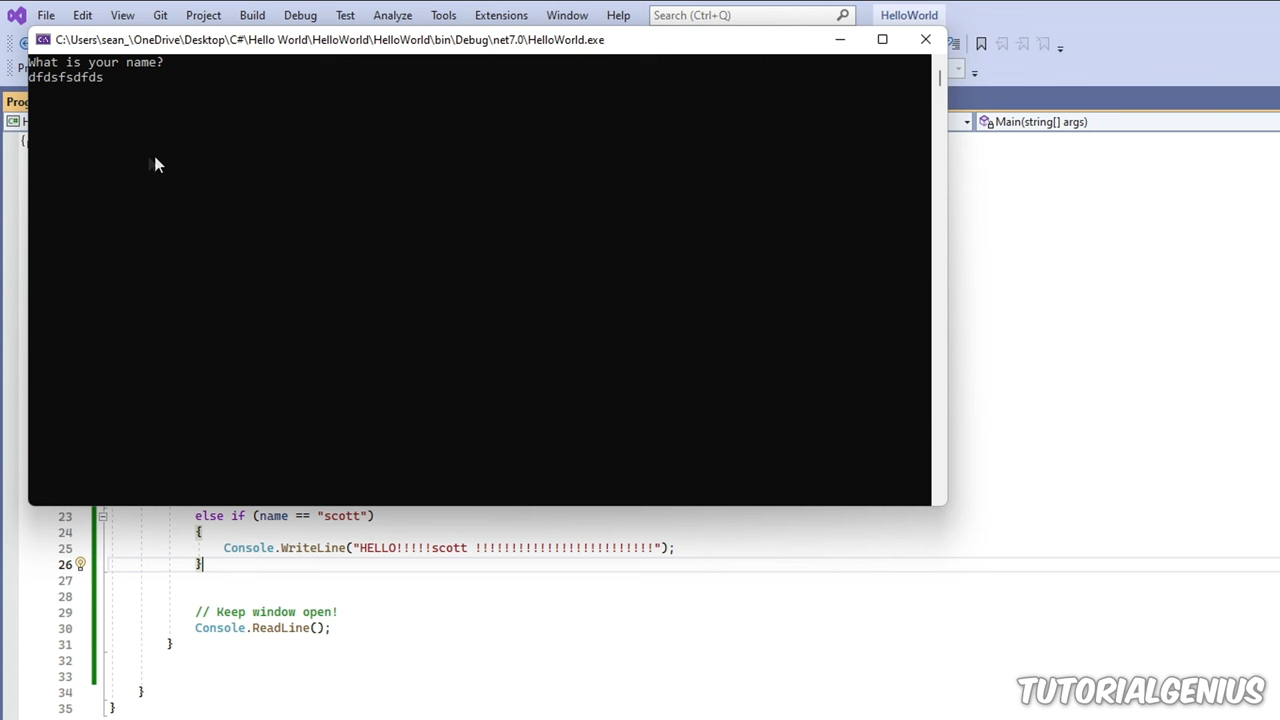 File Edit View Git Project Build Debug Test Analyze Tools Extensions Window Help Search (Ctrl+Q) HelloWorld
C:\Users\sean_\OneDrive\Desktop\C#\Hello World\HelloWorld\HelloWorld\bin\Debug\net7.0\HelloWorld.exe
What is your name?
dfdsfsdfds
Main(string[] args)
23 else if (name == "scott")
24 {
25 Console.WriteLine("HELLO!!!!!scott !!!!!!!!!!!!!!!!!!!!!!!!!");
26 }
27
28
29 // Keep window open!
30 Console.ReadLine();
31 }
32
33
34 }
35 }
TUTORIALGENIUS